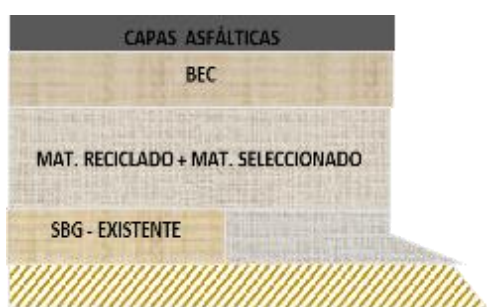 CAPAS ASFÁLTICAS
BEC
MAT. RECICLADO + MAT. SELECCIONADO
SBG - EXISTENTE